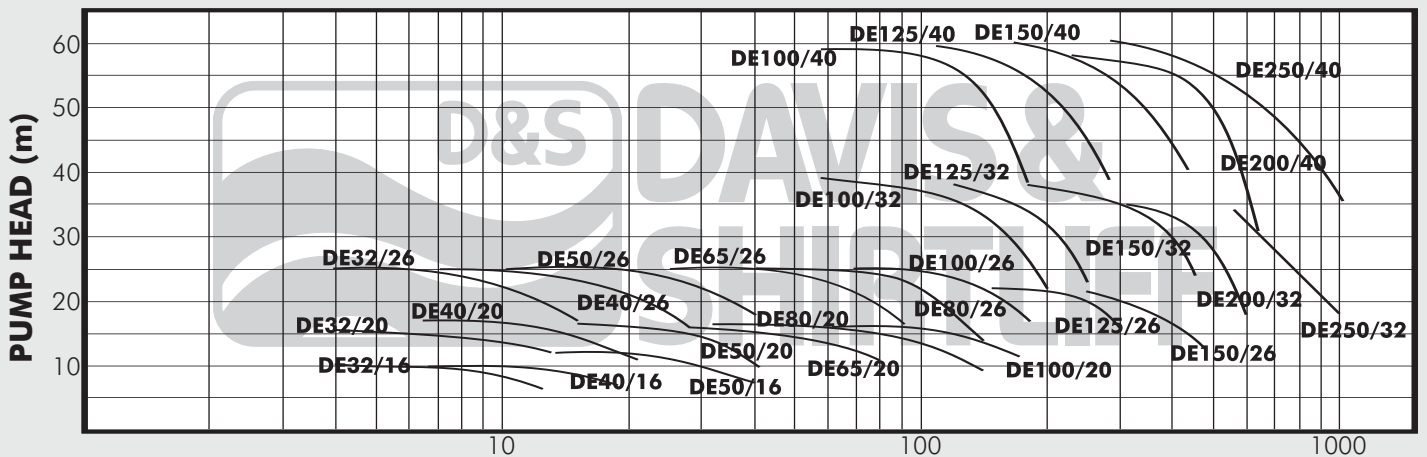 PUMP HEAD (m)
60
50
40
30
20
10
10
100
1000
D&S
DAVIS &
SHIRTLIFF
DE100/40
DE125/40
DE150/40
DE250/40
DE200/40
DE100/32
DE125/32
DE150/32
DE200/32
DE250/32
DE32/26
DE50/26
DE65/26
DE100/26
DE40/26
DE80/26
DE125/26
DE150/26
DE32/20
DE40/20
DE80/20
DE50/20
DE65/20
DE100/20
DE32/16
DE40/16
DE50/16